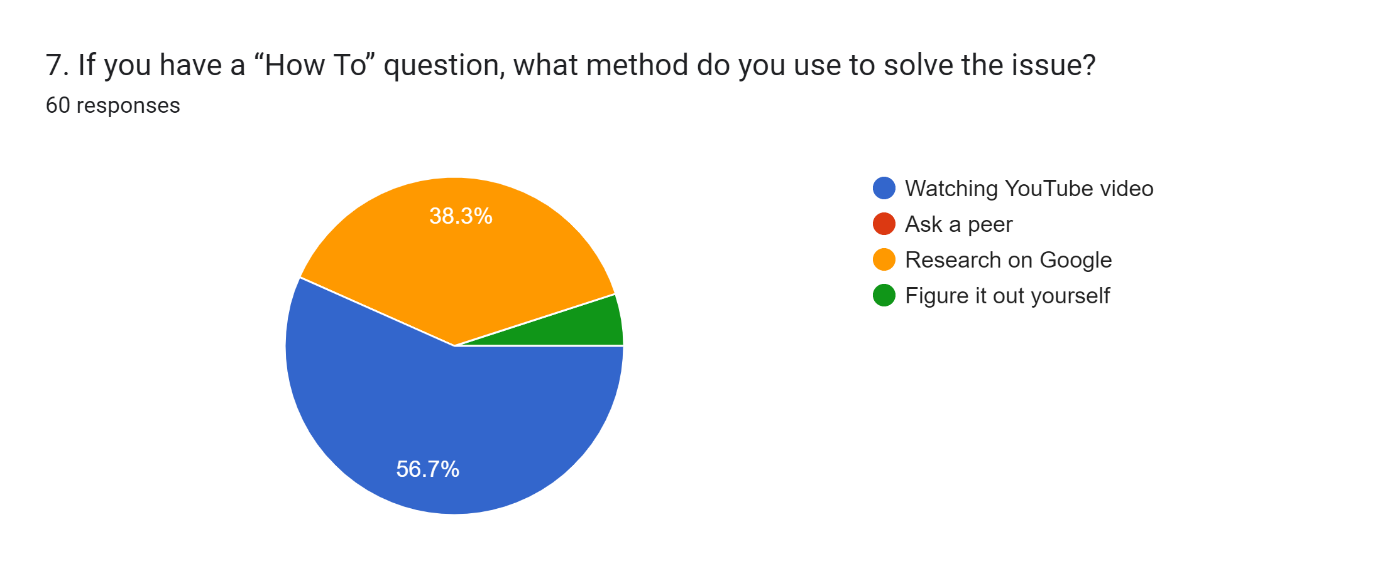 7. If you have a “How To” question, what method do you use to solve the issue?
60 responses
38.3%
56.7%
Watching YouTube video
Ask a peer
Research on Google
Figure it out yourself